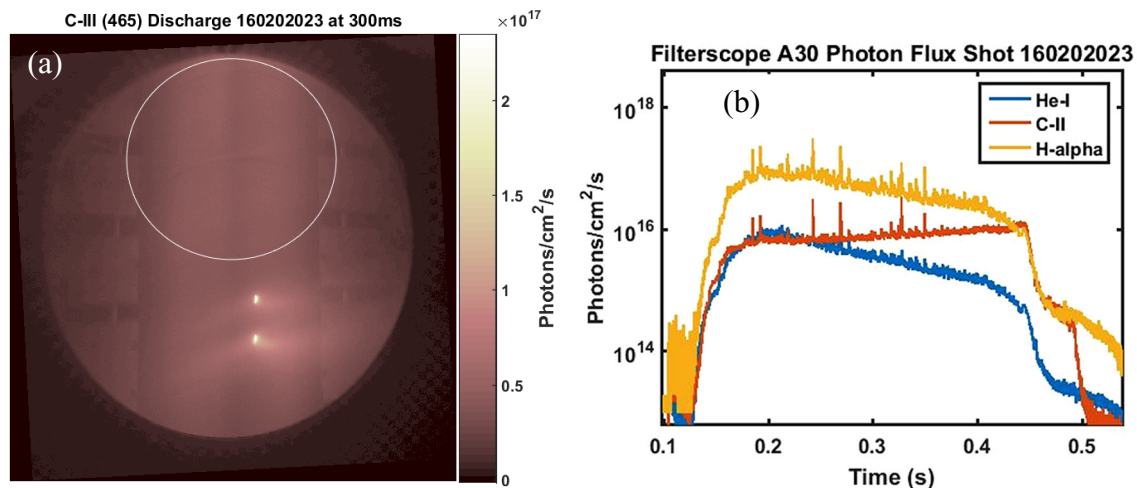 C-III (465) Discharge 160202023 at 300ms
×10^17
(a)
2
1.5
1
0.5
0
Photons/cm^2/s
Filterscope A30 Photon Flux Shot 160202023
(b)
He-I
C-II
H-alpha
10^18
10^16
10^14
Photons/cm^2/s
0.1 0.2 0.3 0.4 0.5
Time (s)